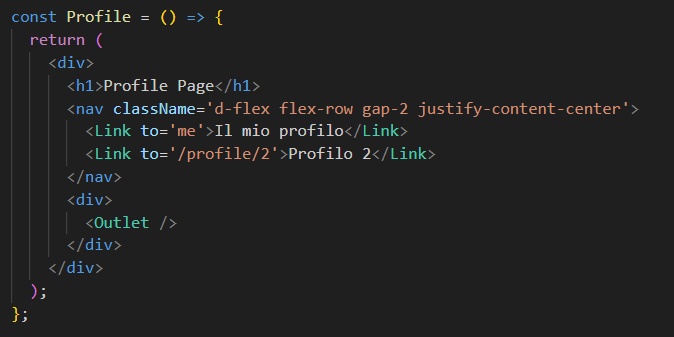 const Profile = () => {
return (
<div>
<h1>Profile Page</h1>
<nav className='d-flex flex-row gap-2 justify-content-center'>
<Link to='me'>Il mio profilo</Link>
<Link to='/profile/2'>Profilo 2</Link>
</nav>
<div>
<Outlet />
</div>
</div>
);
};